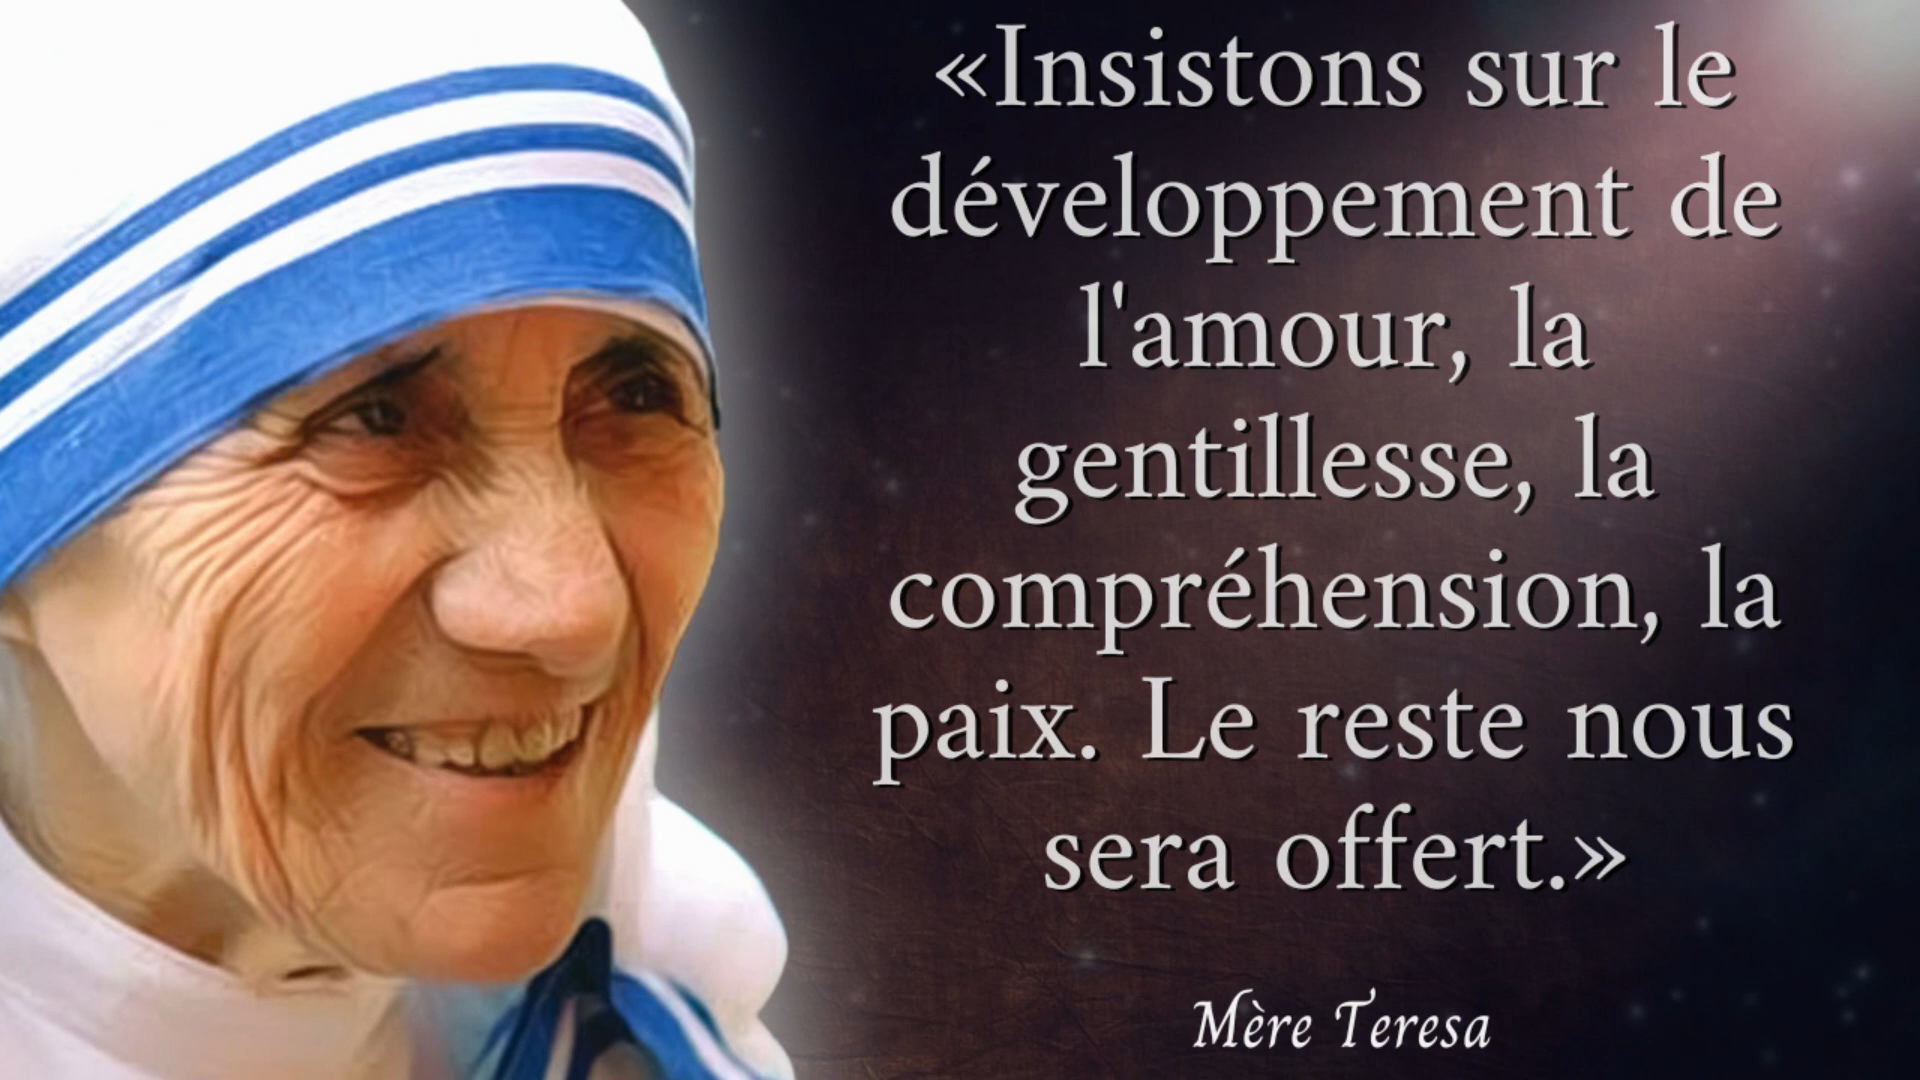 «Insistons sur le
développement de
l'amour, la
gentillesse, la
compréhension, la
paix. Le reste nous
sera offert.»
Mère Teresa